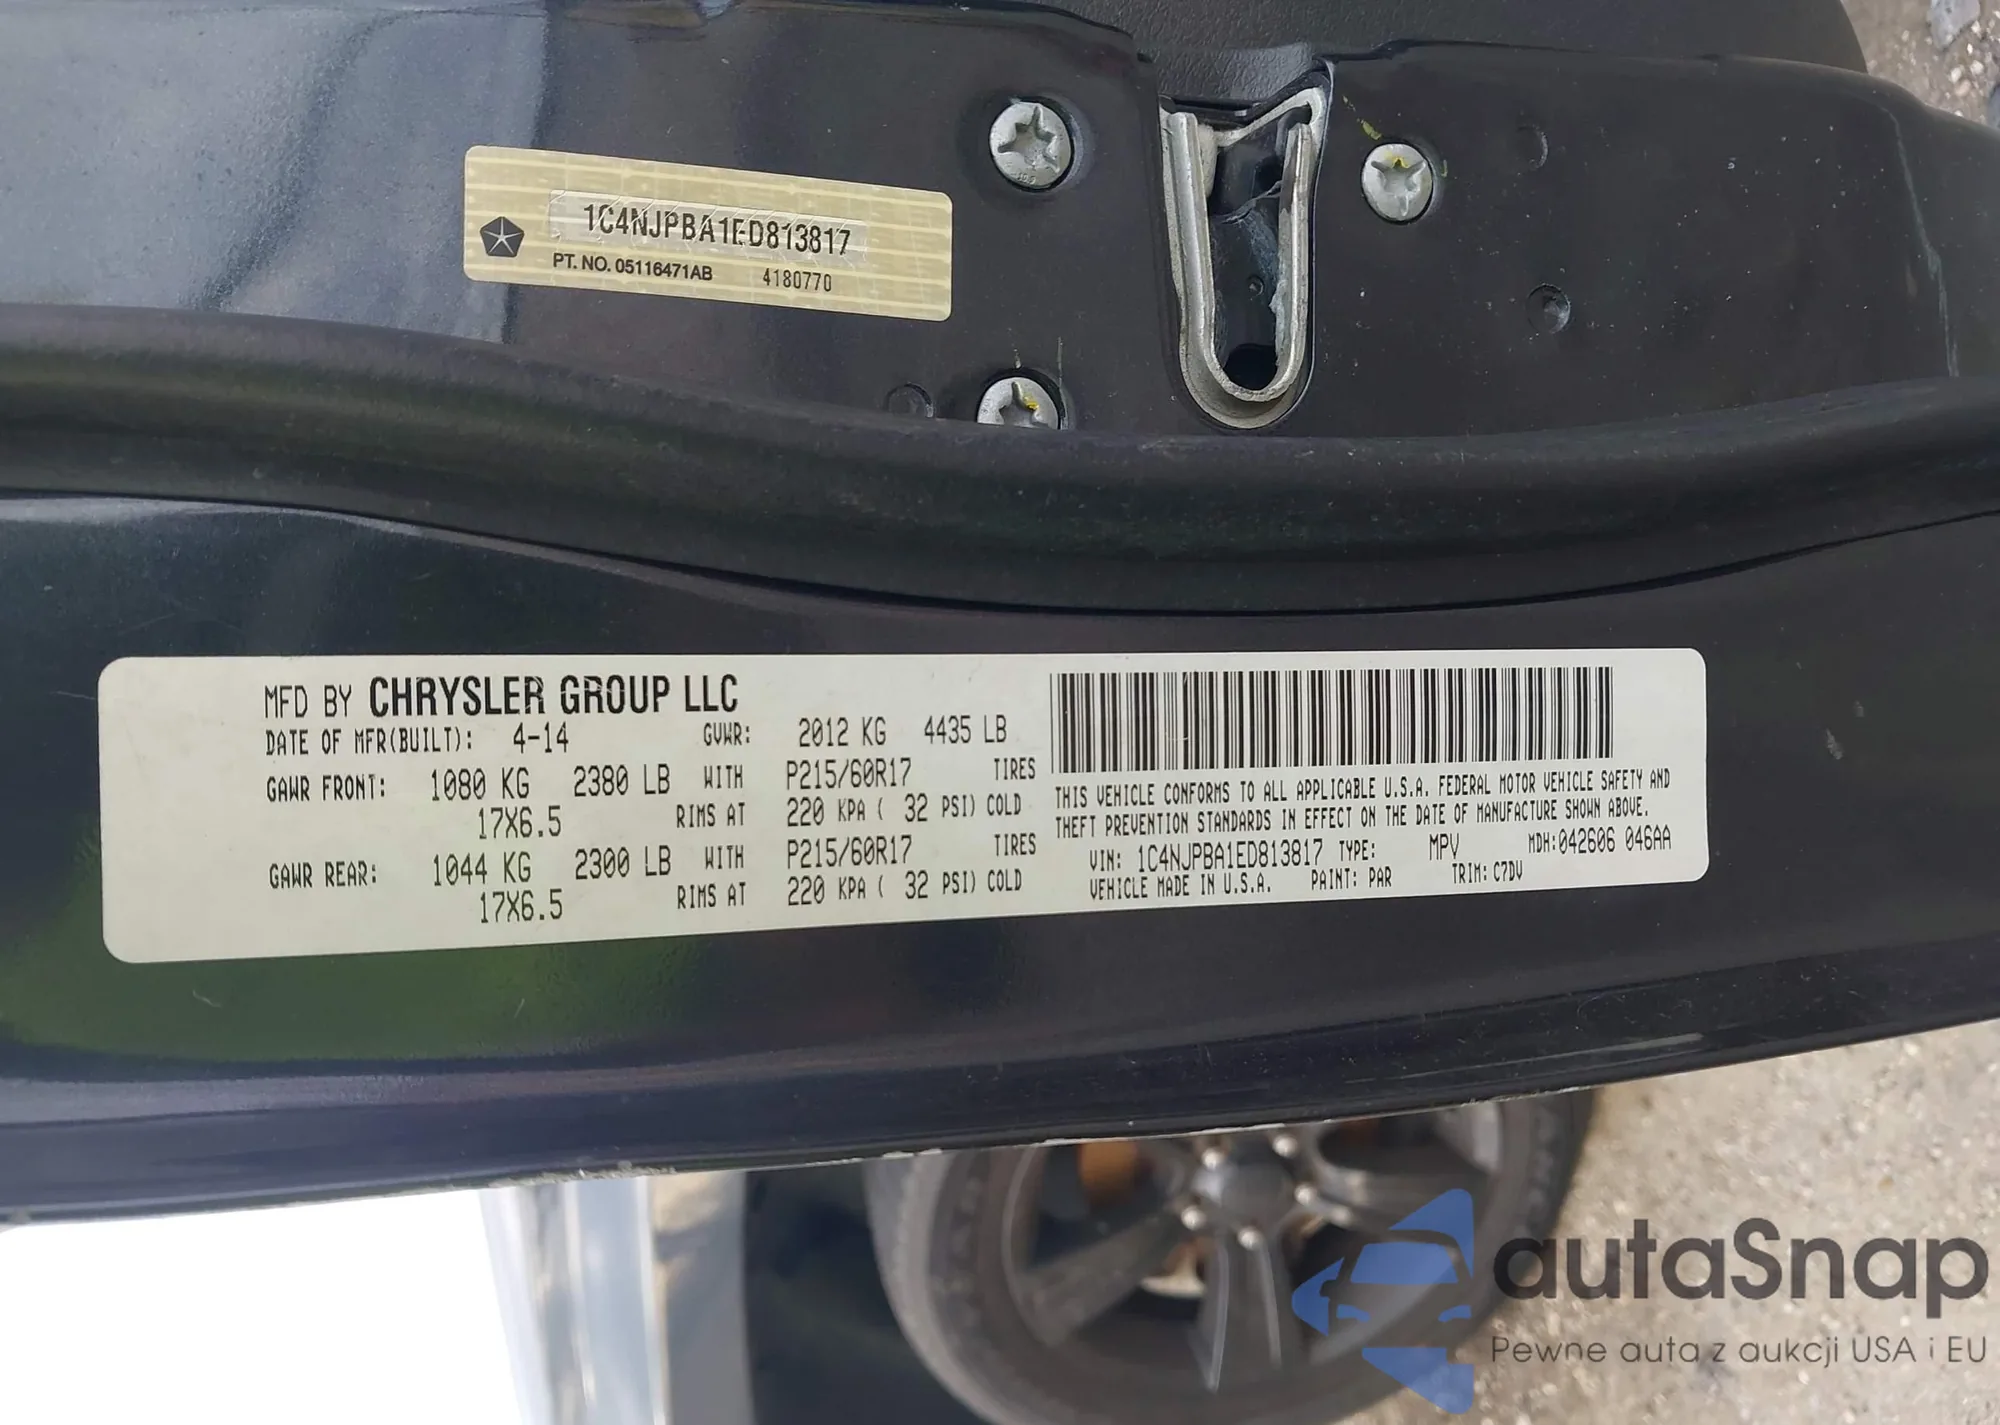 1C4NJPBA1ED813817
PT. NO. 05116471AB 4180770
MFD BY CHRYSLER GROUP LLC
DATE OF MFR(BUILT): 4-14 GVWR: 2012 KG 4435 LB
GAWR FRONT: 1080 KG 2380 LB WITH P215/60R17 TIRES
17X6.5 RIMS AT 220 KPA ( 32 PSI) COLD
GAWR REAR: 1044 KG 2300 LB WITH P215/60R17 TIRES
17X6.5 RIMS AT 220 KPA ( 32 PSI) COLD
THIS VEHICLE CONFORMS TO ALL APPLICABLE U.S.A. FEDERAL MOTOR VEHICLE SAFETY AND
THEFT PREVENTION STANDARDS IN EFFECT ON THE DATE OF MANUFACTURE SHOWN ABOVE.
VIN: 1C4NJPBA1ED813817 TYPE: MPV MDH:042606 046AA
VEHICLE MADE IN U.S.A. PAINT: PAR TRIM: C7DV
autaSnap
Pewne auta z aukcji USA i EU